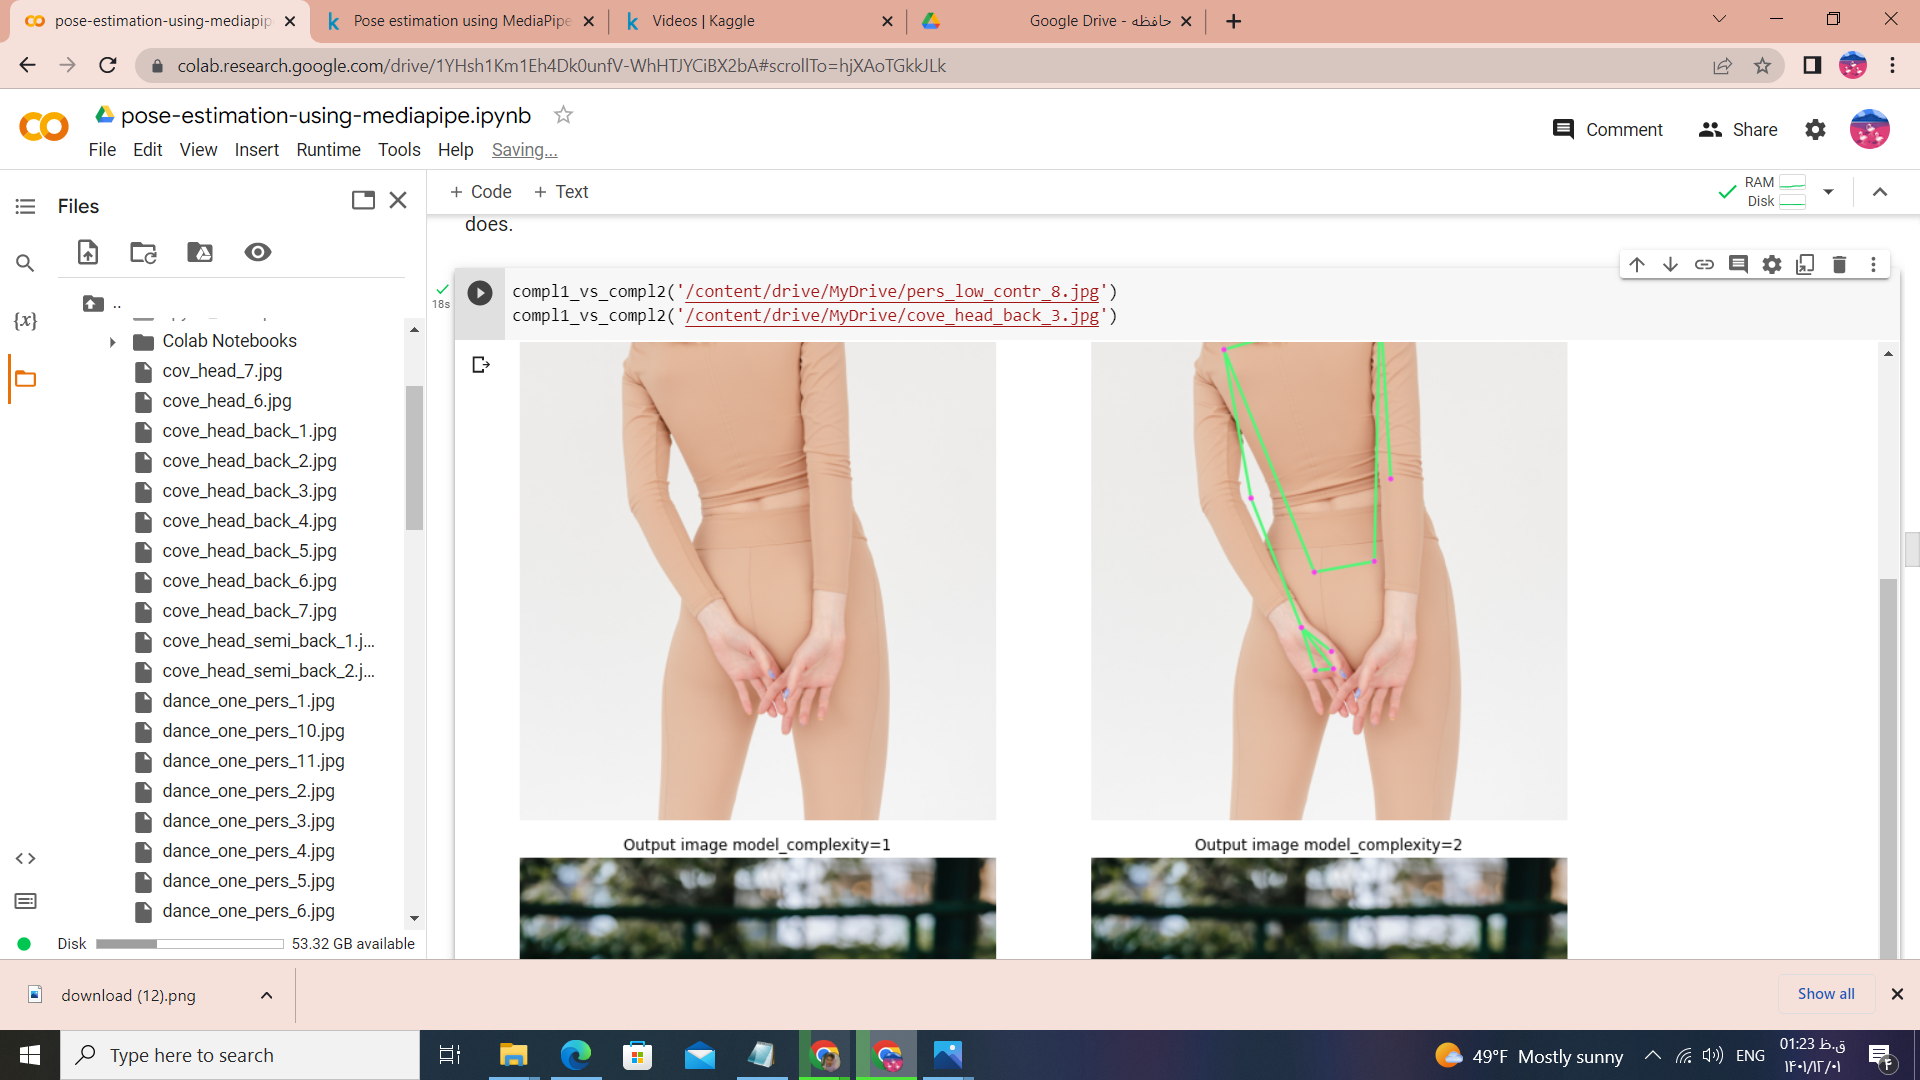 pose-estimation-using-mediapip
Pose estimation using MediaPipe
Videos | Kaggle
Google Drive - حافظه
colab.research.google.com/drive/1YHsh1Km1Eh4Dk0unfV-WhHTJYCiBX2bA#scrollTo=hjXAoTGkkJLk
pose-estimation-using-mediapipe.ipynb
File Edit View Insert Runtime Tools Help Saving...
Comment
Share
Files
+ Code + Text
RAM
Disk
does.
..
{x}
Colab Notebooks
cov_head_7.jpg
cove_head_6.jpg
cove_head_back_1.jpg
cove_head_back_2.jpg
cove_head_back_3.jpg
cove_head_back_4.jpg
cove_head_back_5.jpg
cove_head_back_6.jpg
cove_head_back_7.jpg
cove_head_semi_back_1.j...
cove_head_semi_back_2.j...
dance_one_pers_1.jpg
dance_one_pers_10.jpg
dance_one_pers_11.jpg
dance_one_pers_2.jpg
dance_one_pers_3.jpg
dance_one_pers_4.jpg
dance_one_pers_5.jpg
dance_one_pers_6.jpg
Disk
53.32 GB available
18s
compl1_vs_compl2('/content/drive/MyDrive/pers_low_contr_8.jpg')
compl1_vs_compl2('/content/drive/MyDrive/cove_head_back_3.jpg')
Output image model_complexity=1
Output image model_complexity=2
download (12).png
Show all
Type here to search
49°F Mostly sunny
ENG
01:23 ق.ظ
۱۴۰۱/۱۲/۰۱
۴